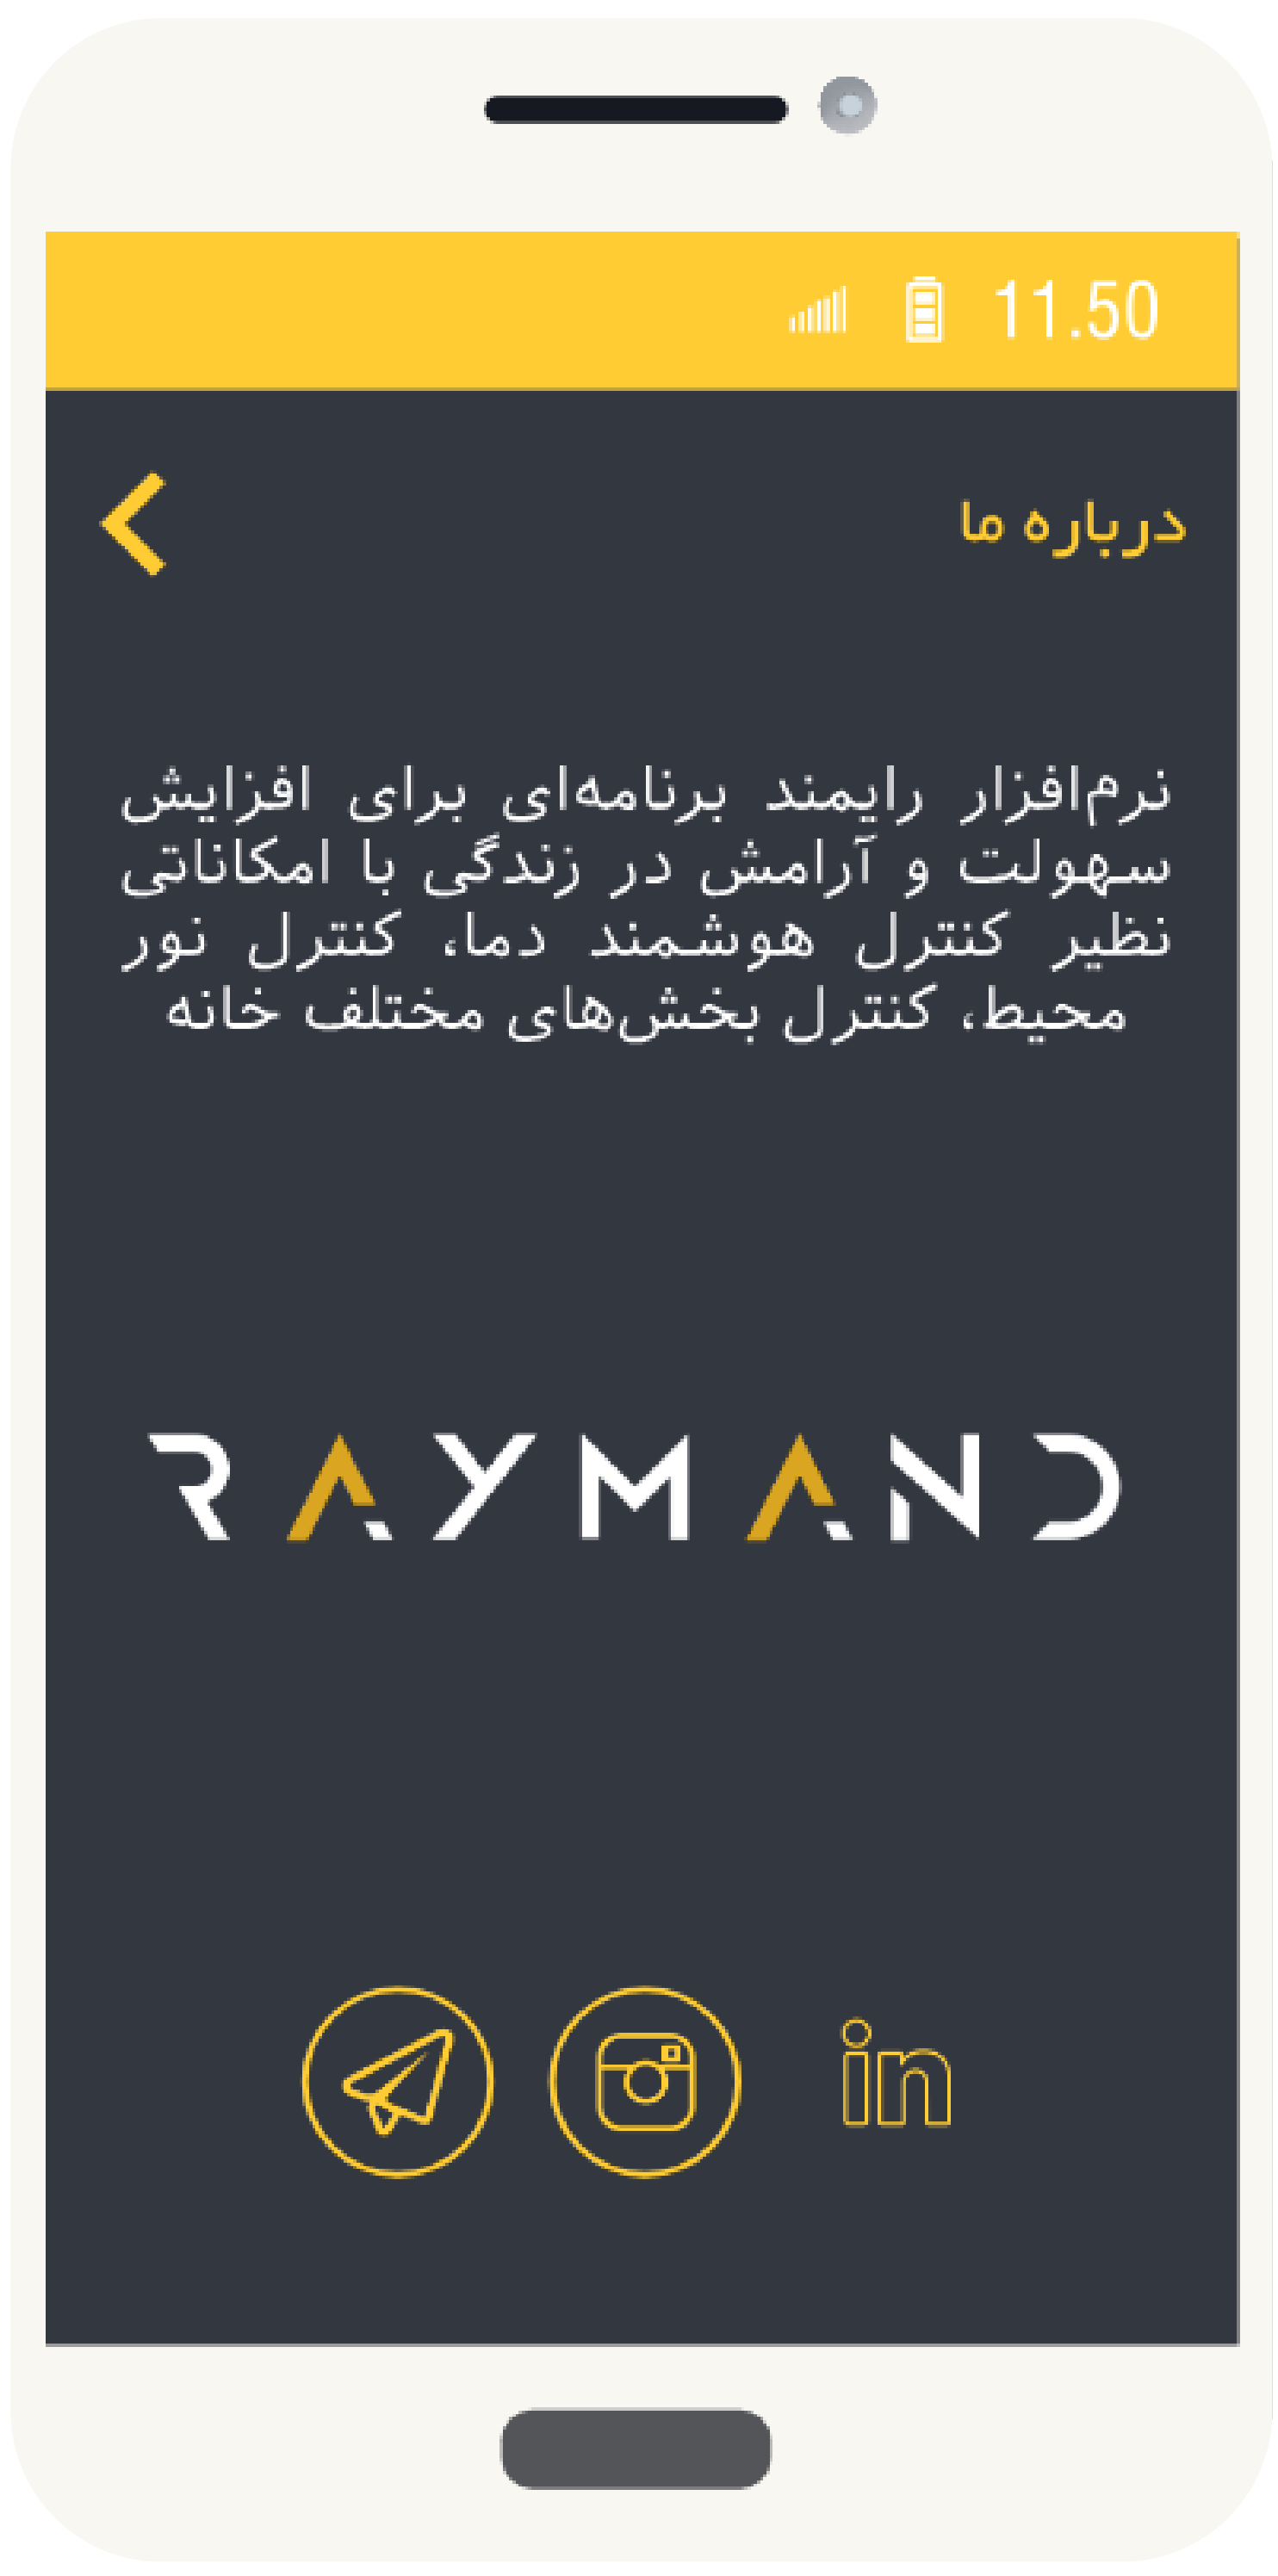 11.50
درباره ما
نرم‌افزار رایمند برنامه‌ای برای افزایش
سهولت و آرامش در زندگی با امکاناتی
نظیر کنترل هوشمند دما، کنترل نور
محیط، کنترل بخش‌های مختلف خانه
RAYMAND
in